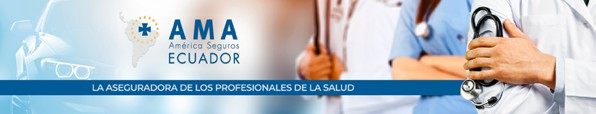 AMA
América Seguros
ECUADOR
LA ASEGURADORA DE LOS PROFESIONALES DE LA SALUD